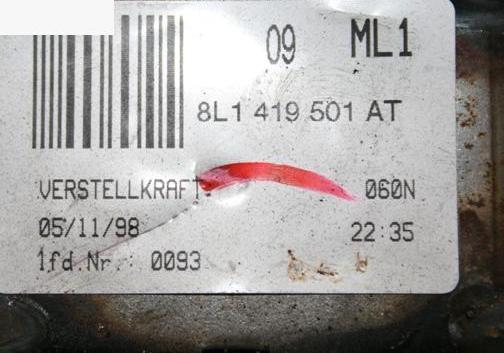 09 ML1
8L1 419 501 AT
VERSTELLKRAFT 060N
05/11/98 22:35
lfd.Nr.: 0093